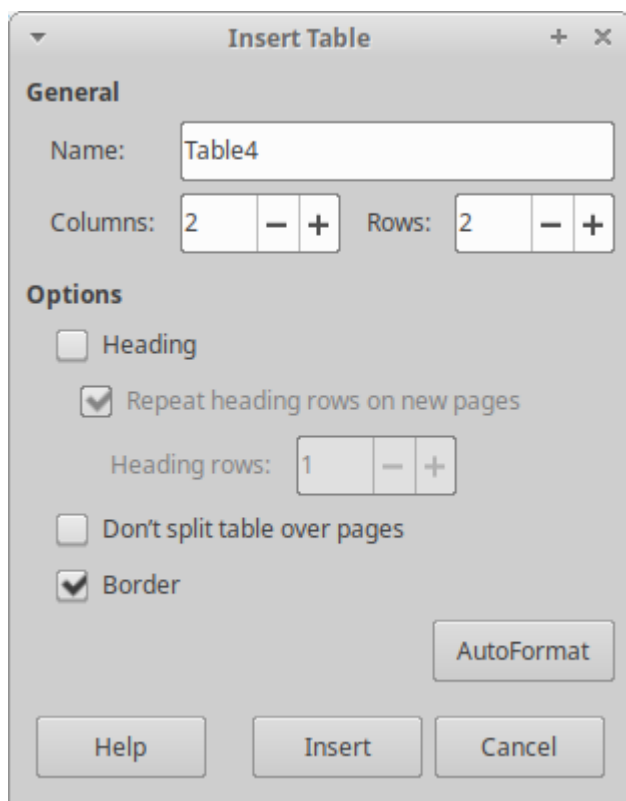 Insert Table
General
Name: Table4
Columns: 2 Rows: 2
Options
Heading
Repeat heading rows on new pages
Heading rows: 1
Don't split table over pages
Border
AutoFormat
Help Insert Cancel